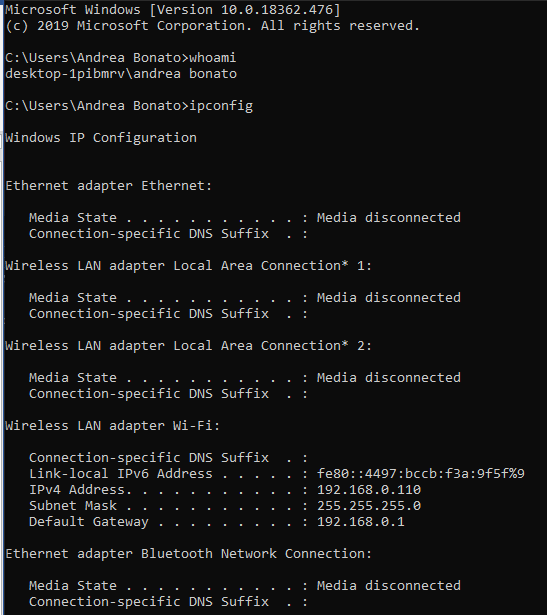 Microsoft Windows [Version 10.0.18362.476]
(c) 2019 Microsoft Corporation. All rights reserved.
C:\Users\Andrea Bonato>whoami
desktop-1pibmrv\andrea bonato
C:\Users\Andrea Bonato>ipconfig
Windows IP Configuration
Ethernet adapter Ethernet:
Media State . . . . . . . . . . . : Media disconnected
Connection-specific DNS Suffix  . :
Wireless LAN adapter Local Area Connection* 1:
Media State . . . . . . . . . . . : Media disconnected
Connection-specific DNS Suffix  . :
Wireless LAN adapter Local Area Connection* 2:
Media State . . . . . . . . . . . : Media disconnected
Connection-specific DNS Suffix  . :
Wireless LAN adapter Wi-Fi:
Connection-specific DNS Suffix  . :
Link-local IPv6 Address . . . . . : fe80::4497:bccb:f3a:9f5f%9
IPv4 Address. . . . . . . . . . . : 192.168.0.110
Subnet Mask . . . . . . . . . . . : 255.255.255.0
Default Gateway . . . . . . . . . : 192.168.0.1
Ethernet adapter Bluetooth Network Connection:
Media State . . . . . . . . . . . : Media disconnected
Connection-specific DNS Suffix  . :